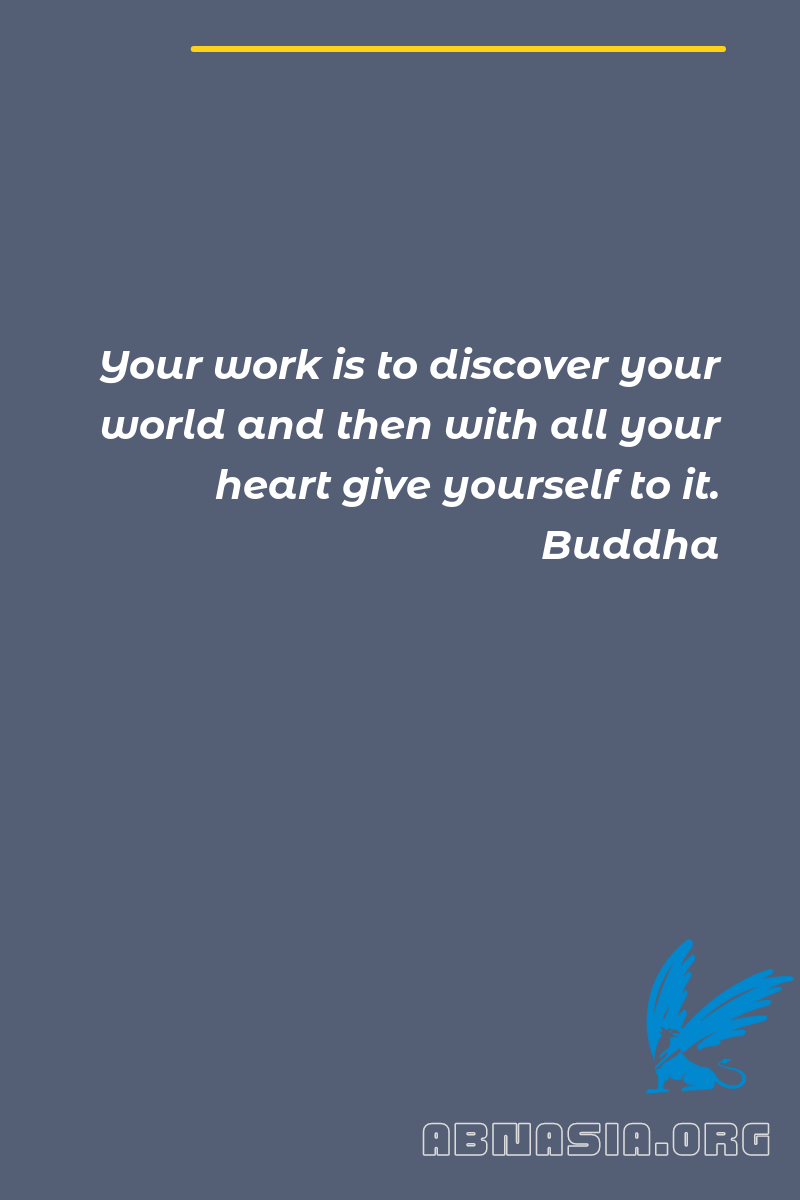 Your work is to discover your
world and then with all your
heart give yourself to it.
Buddha
ABNASIA.ORG